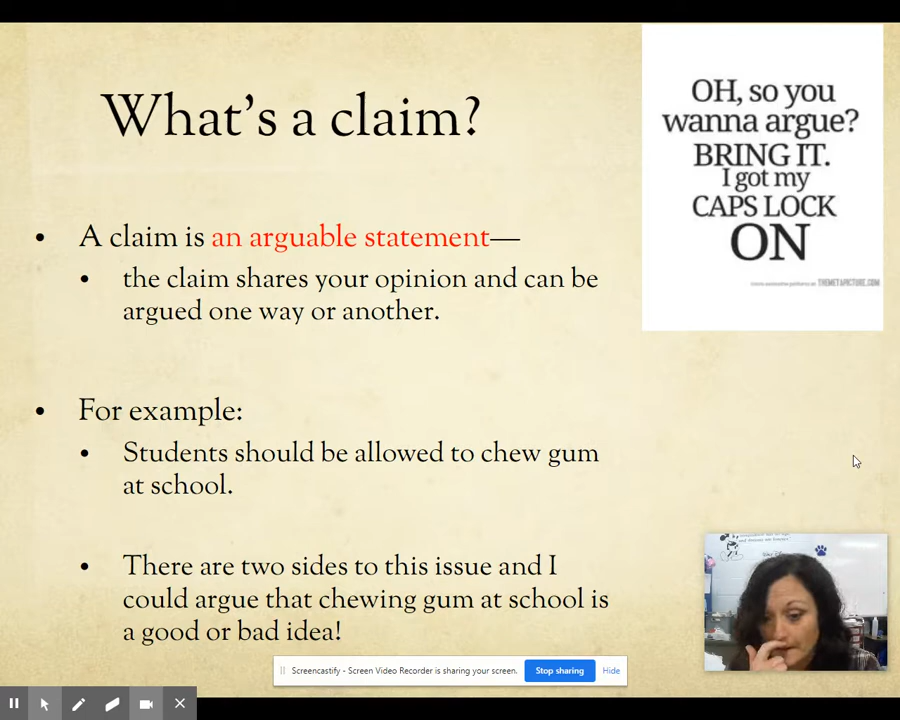 What's a claim?
OH, so you
wanna argue?
BRING IT.
I got my
CAPS LOCK
ON
THEMETAPICTURE.COM
• A claim is an arguable statement—
• the claim shares your opinion and can be
argued one way or another.
• For example:
• Students should be allowed to chew gum
at school.
• There are two sides to this issue and I
could argue that chewing gum at school is
a good or bad idea!
Screencastify - Screen Video Recorder is sharing your screen.
Stop sharing
Hide